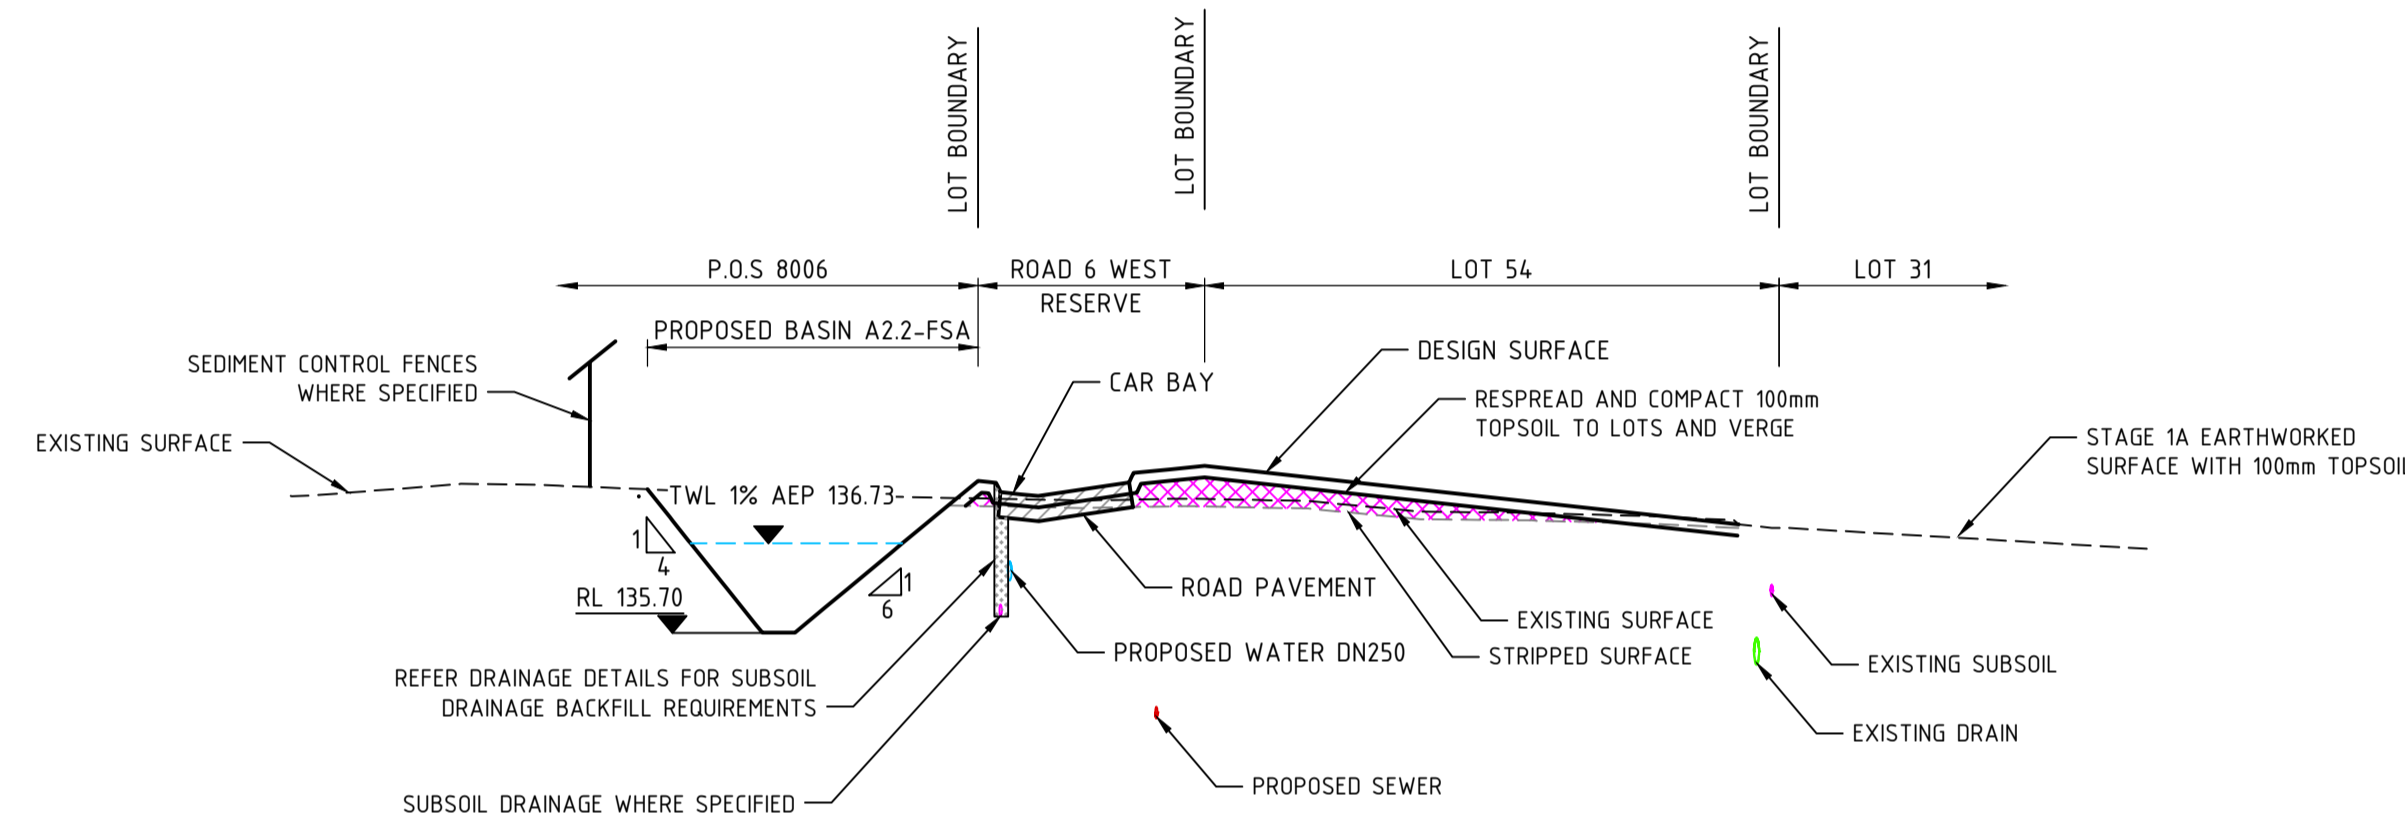 LOT BOUNDARY
LOT BOUNDARY
LOT BOUNDARY
P.O.S 8006
ROAD 6 WEST
RESERVE
LOT 54
LOT 31
PROPOSED BASIN A2.2-FSA
SEDIMENT CONTROL FENCES
WHERE SPECIFIED
EXISTING SURFACE
CAR BAY
DESIGN SURFACE
RESPREAD AND COMPACT 100mm
TOPSOIL TO LOTS AND VERGE
STAGE 1A EARTHWORKED
SURFACE WITH 100mm TOPSOIL
TWL 1% AEP 136.73
1
4
1
6
RL 135.70
ROAD PAVEMENT
EXISTING SURFACE
STRIPPED SURFACE
PROPOSED WATER DN250
REFER DRAINAGE DETAILS FOR SUBSOIL
DRAINAGE BACKFILL REQUIREMENTS
EXISTING SUBSOIL
EXISTING DRAIN
PROPOSED SEWER
SUBSOIL DRAINAGE WHERE SPECIFIED